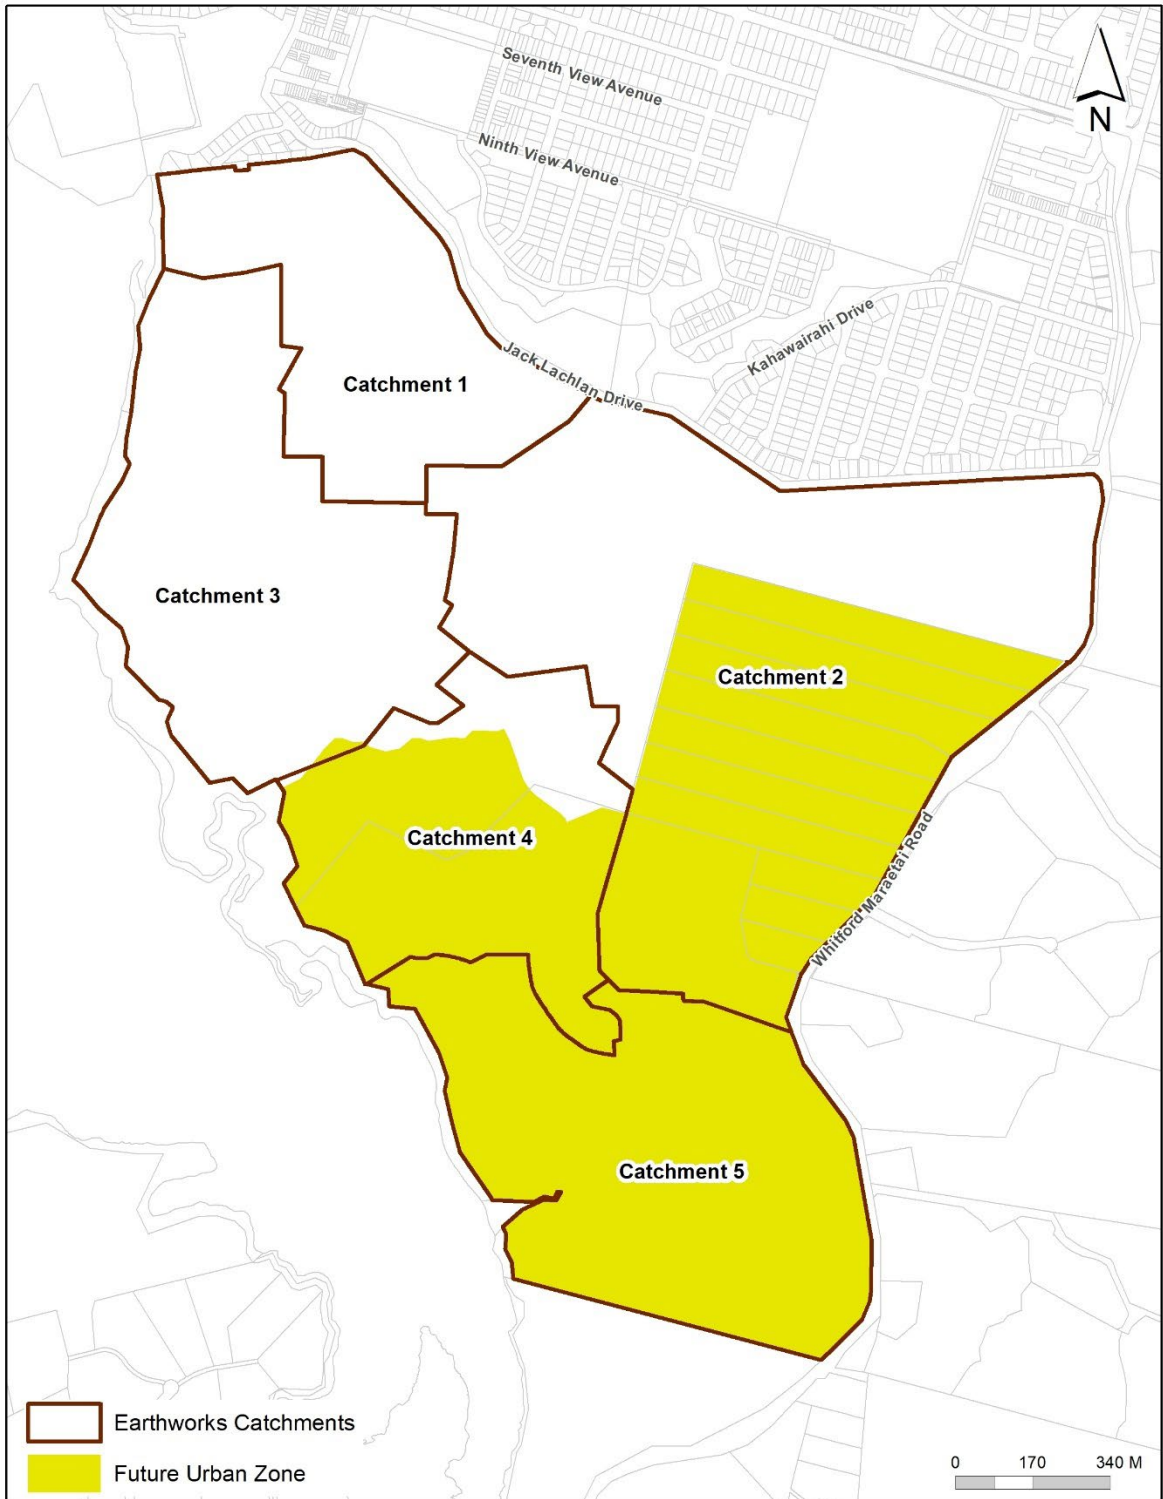 Seventh View Avenue
N
Ninth View Avenue
Kahawairahi Drive
Jack Lachlan Drive
Catchment 1
Catchment 3
Catchment 2
Catchment 4
Whitford Maraetai Road
Catchment 5
Earthworks Catchments
Future Urban Zone
0 170 340 M